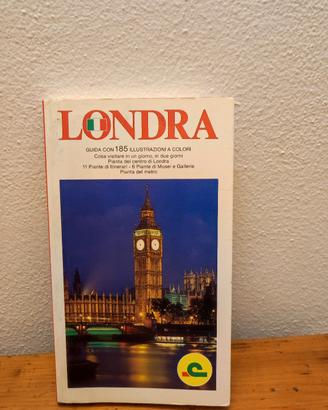 LONDRA
GUIDA CON 185 ILLUSTRAZIONI A COLORI
Cosa visitare in un giorno, in due giorni
Pianta del centro di Londra
11 Piante di Itinerari - 6 Piante di Musei e Gallerie
Pianta del metro